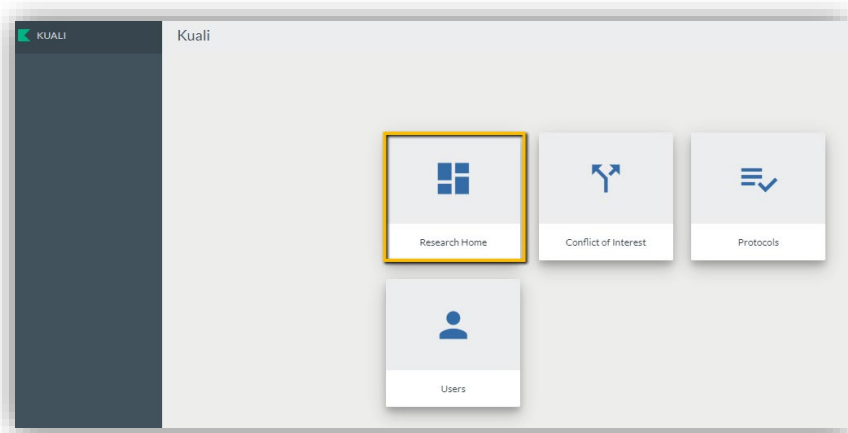 KUALI
Kuali
Research Home
Conflict of Interest
Protocols
Users